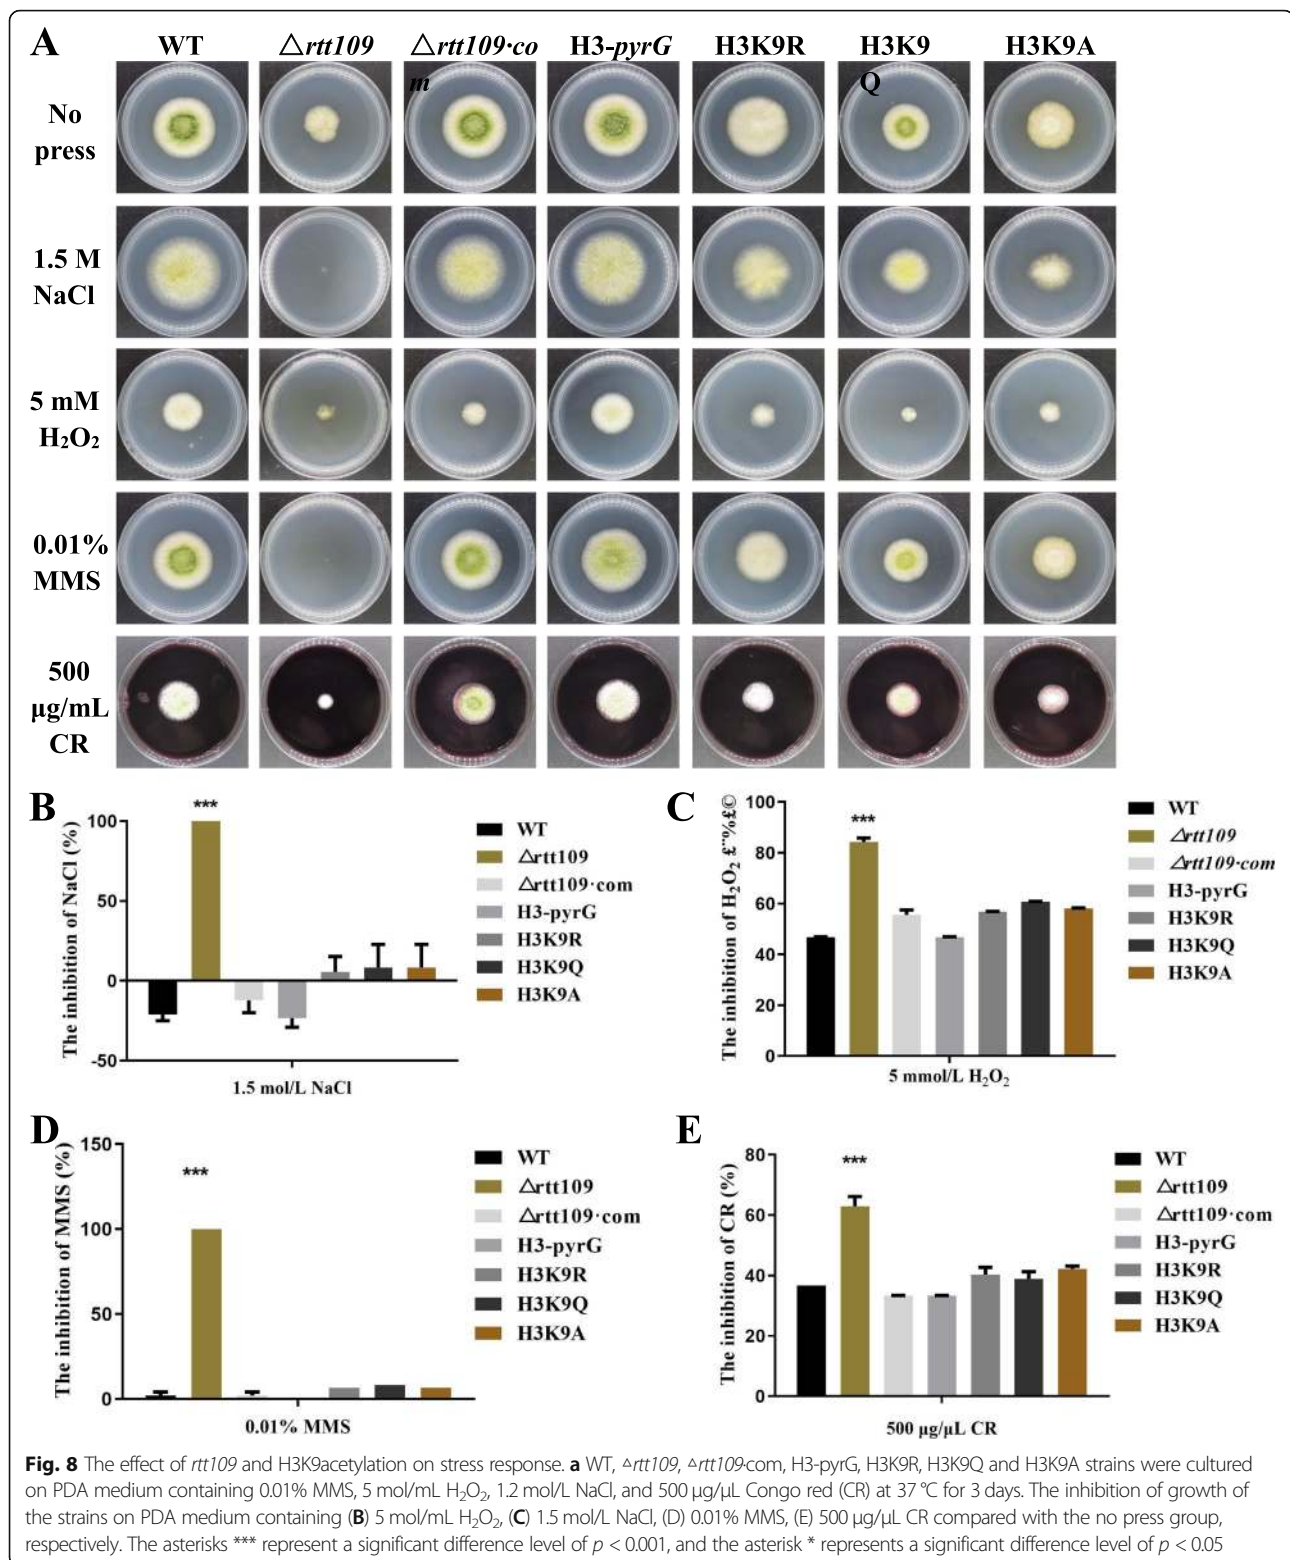 A
WT △rtt109 △rtt109·co H3-pyrG H3K9R H3K9 H3K9A
m Q
No
press
1.5 M
NaCl
5 mM
H₂O₂
0.01%
MMS
500
µg/mL
CR
B
The inhibition of NaCl (%)
***
100
50
0
-50
1.5 mol/L NaCl
WT
△rtt109
△rtt109·com
H3-pyrG
H3K9R
H3K9Q
H3K9A
C
The inhibition of H₂O₂ £¨%£©
***
100
80
60
40
20
0
5 mmol/L H₂O₂
WT
△rtt109
△rtt109·com
H3-pyrG
H3K9R
H3K9Q
H3K9A
D
The inhibition of MMS (%)
***
150
100
50
0
0.01% MMS
WT
△rtt109
△rtt109·com
H3-pyrG
H3K9R
H3K9Q
H3K9A
E
The inhibition of CR (%)
***
80
60
40
20
0
500 µg/µL CR
WT
△rtt109
△rtt109·com
H3-pyrG
H3K9R
H3K9Q
H3K9A
Fig. 8 The effect of rtt109 and H3K9acetylation on stress response. a WT, △rtt109, △rtt109·com, H3-pyrG, H3K9R, H3K9Q and H3K9A strains were cultured
on PDA medium containing 0.01% MMS, 5 mol/mL H₂O₂, 1.2 mol/L NaCl, and 500 µg/µL Congo red (CR) at 37 °C for 3 days. The inhibition of growth of
the strains on PDA medium containing (B) 5 mol/mL H₂O₂, (C) 1.5 mol/L NaCl, (D) 0.01% MMS, (E) 500 µg/µL CR compared with the no press group,
respectively. The asterisks *** represent a significant difference level of p < 0.001, and the asterisk * represents a significant difference level of p < 0.05